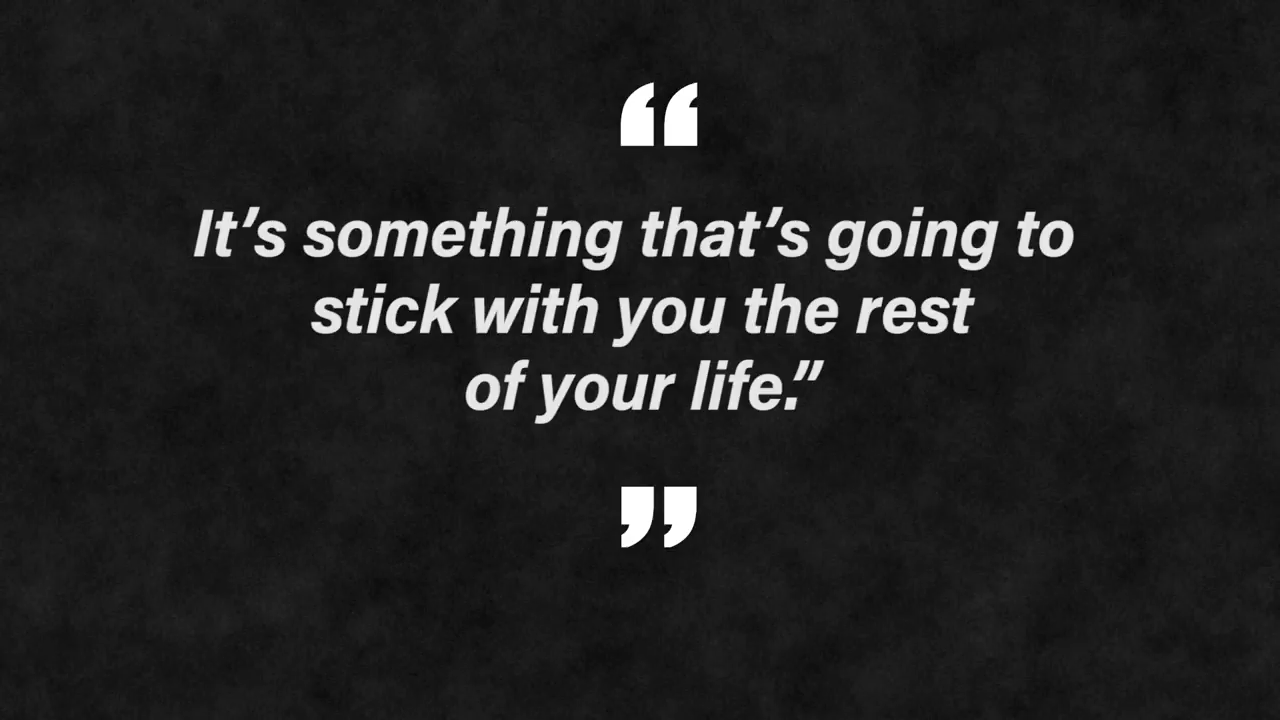 “
It’s something that’s going to
stick with you the rest
of your life.”
”